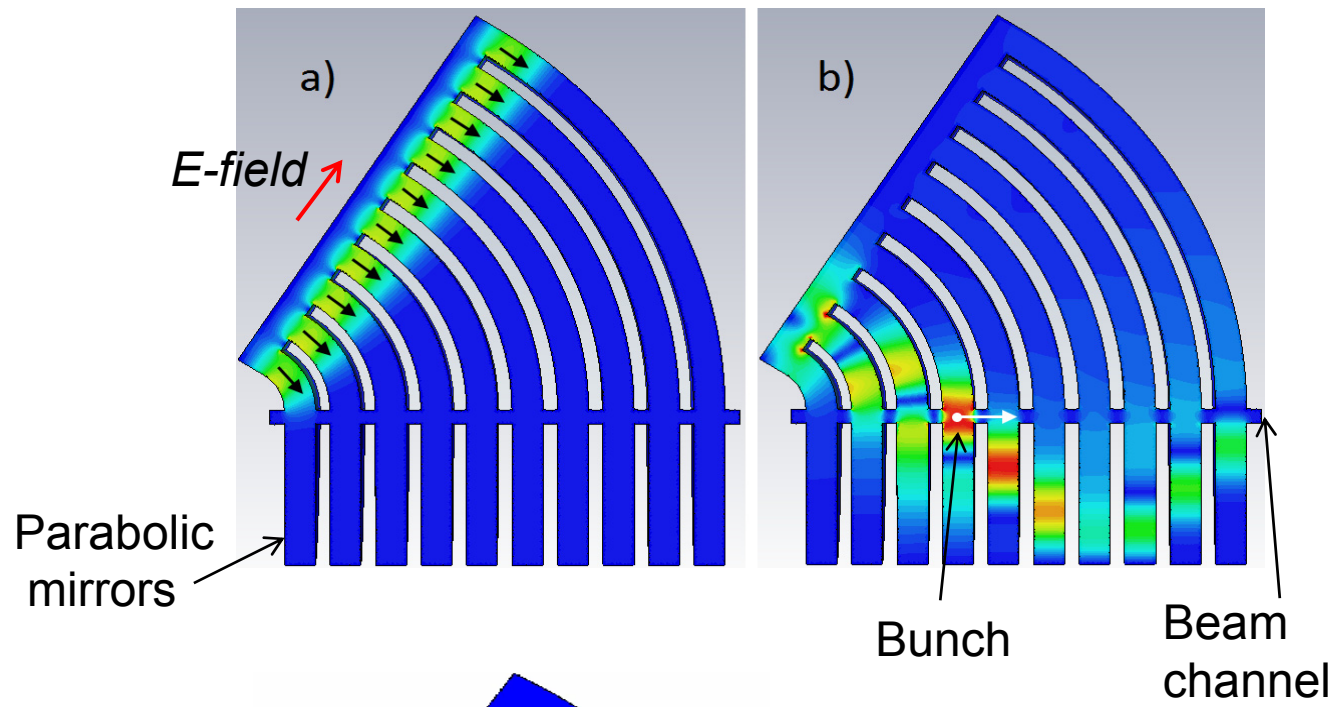 a)
b)
E-field
Parabolic
mirrors
Bunch
Beam
channel